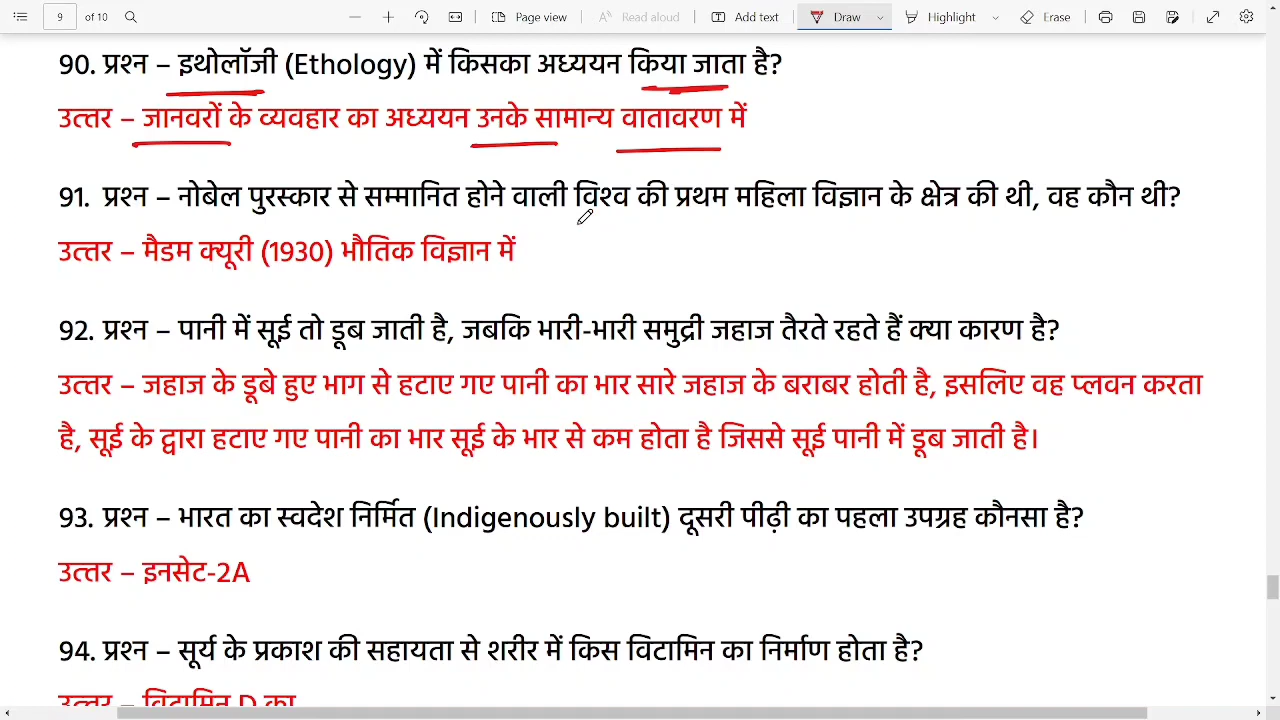 9 of 10 Page view Read aloud Add text Draw Highlight Erase
90. प्रश्न – इथोलॉजी (Ethology) में किसका अध्ययन किया जाता है?
उत्तर – जानवरों के व्यवहार का अध्ययन उनके सामान्य वातावरण में
91. प्रश्न – नोबेल पुरस्कार से सम्मानित होने वाली विश्व की प्रथम महिला विज्ञान के क्षेत्र की थी, वह कौन थी?
उत्तर – मैडम क्यूरी (1930) भौतिक विज्ञान में
92. प्रश्न – पानी में सूई तो डूब जाती है, जबकि भारी-भारी समुद्री जहाज तैरते रहते हैं क्या कारण है?
उत्तर – जहाज के डूबे हुए भाग से हटाए गए पानी का भार सारे जहाज के बराबर होती है, इसलिए वह प्लवन करता
है, सूई के द्वारा हटाए गए पानी का भार सूई के भार से कम होता है जिससे सूई पानी में डूब जाती है।
93. प्रश्न – भारत का स्वदेश निर्मित (Indigenously built) दूसरी पीढ़ी का पहला उपग्रह कौनसा है?
उत्तर – इनसेट-2A
94. प्रश्न – सूर्य के प्रकाश की सहायता से शरीर में किस विटामिन का निर्माण होता है?
उत्तर – विटामिन D का